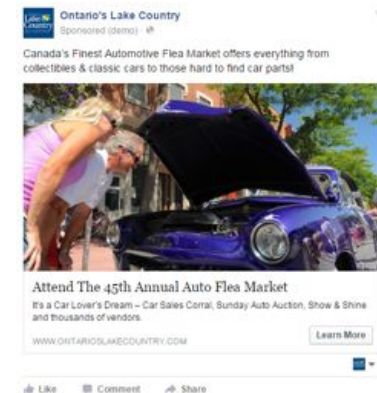 Lake
Country
Ontario's Lake Country
Sponsored (demo)
Canada's Finest Automotive Flea Market offers everything from
collectibles & classic cars to those hard to find car parts!
Attend The 45th Annual Auto Flea Market
It's a Car Lover's Dream – Car Sales Corral, Sunday Auto Auction, Show & Shine
and thousands of vendors.
Learn More
WWW.ONTARIOSLAKECOUNTRY.COM
Like Comment Share